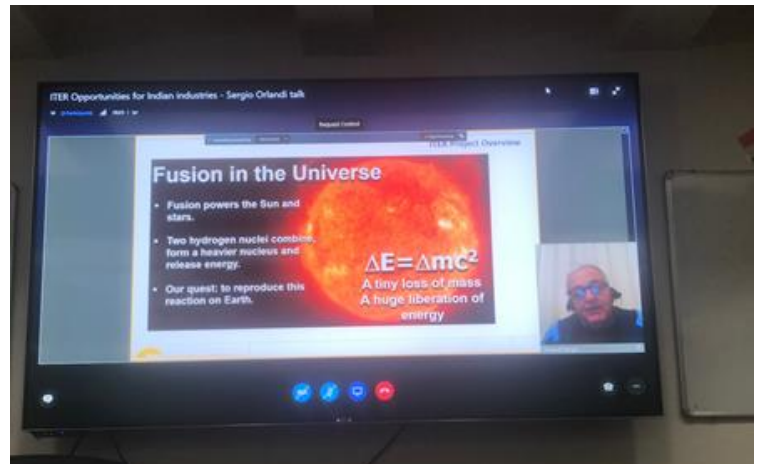 ITER Opportunities for Indian industries - Sergio Orlandi talk
Request Control
ITER Project Overview
Fusion in the Universe
• Fusion powers the Sun and
stars.
• Two hydrogen nuclei combine,
form a heavier nucleus and
release energy.
• Our quest: to reproduce this
reaction on Earth.
ΔE=Δmc²
A tiny loss of mass
A huge liberation of
energy